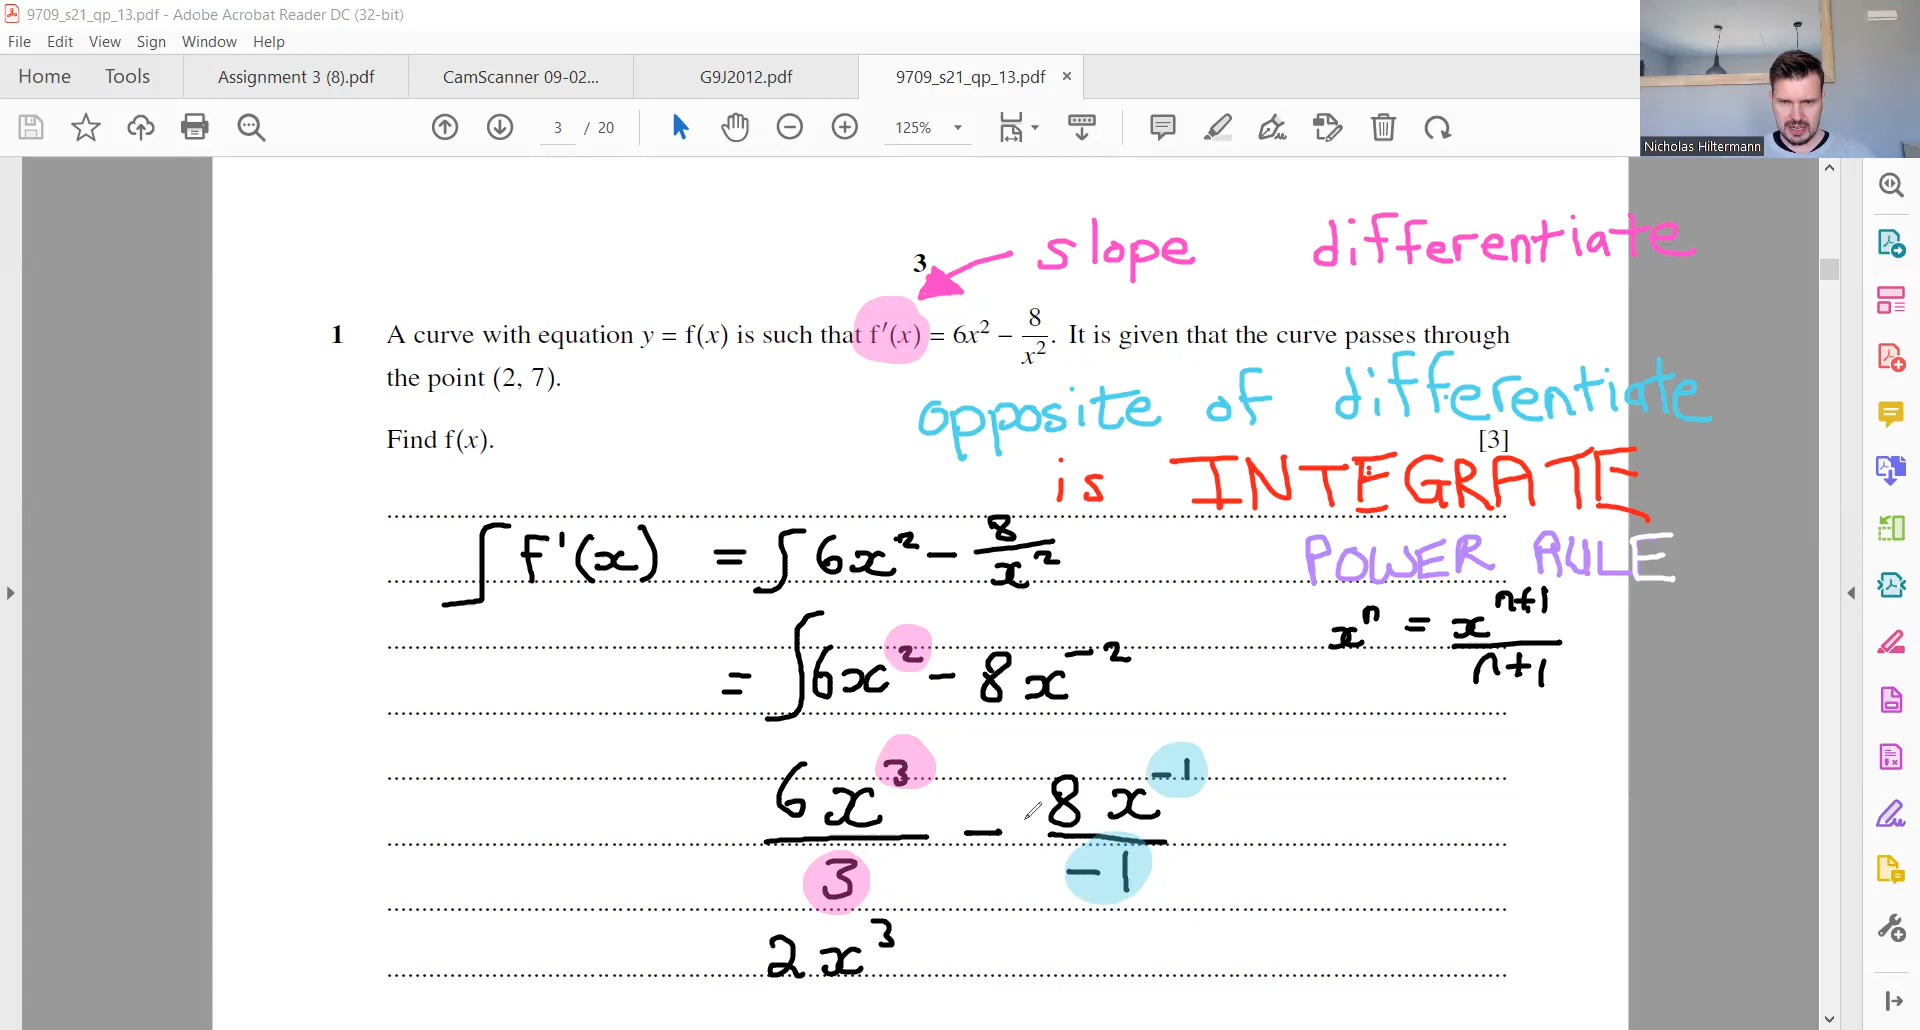 9709_s21_qp_13.pdf - Adobe Acrobat Reader DC (32-bit)
File Edit View Sign Window Help
Home Tools Assignment 3 (8).pdf CamScanner 09-02... G9J2012.pdf 9709_s21_qp_13.pdf ×
3 / 20 125%
Nicholas Hiltermann
slope differentiate
3
1 A curve with equation y = f(x) is such that f′(x) = 6x² − 8/x². It is given that the curve passes through
the point (2, 7).
opposite of differentiate
Find f(x). [3]
is INTEGRATE
∫ f'(x) = ∫ 6x² − 8/x²
POWER RULE
xⁿ = xⁿ⁺¹/n+1
= ∫ 6x² − 8x⁻²
6x³/3 − 8x⁻¹/−1
2x³